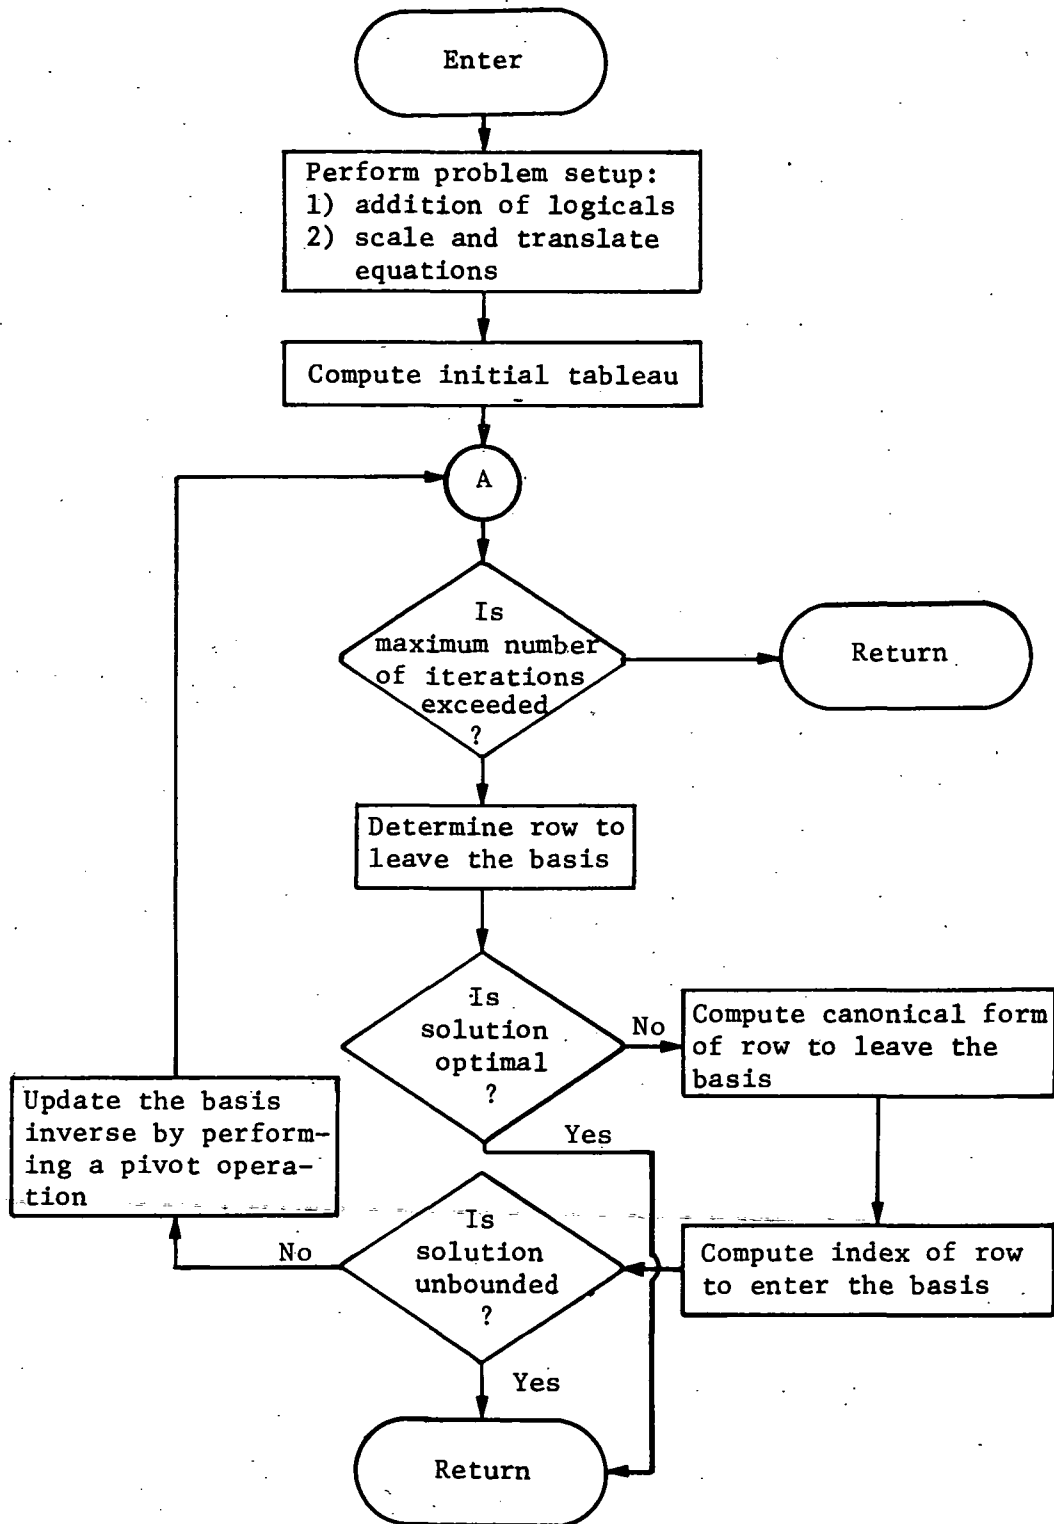 Enter
Perform problem setup:
1) addition of logicals
2) scale and translate
equations
Compute initial tableau
A
Is
maximum number
of iterations
exceeded
?
Return
Determine row to
leave the basis
Is
solution
optimal
?
No
Compute canonical form
of row to leave the
basis
Yes
Update the basis
inverse by perform-
ing a pivot opera-
tion
Is
solution
unbounded
?
No
Compute index of row
to enter the basis
Yes
Return